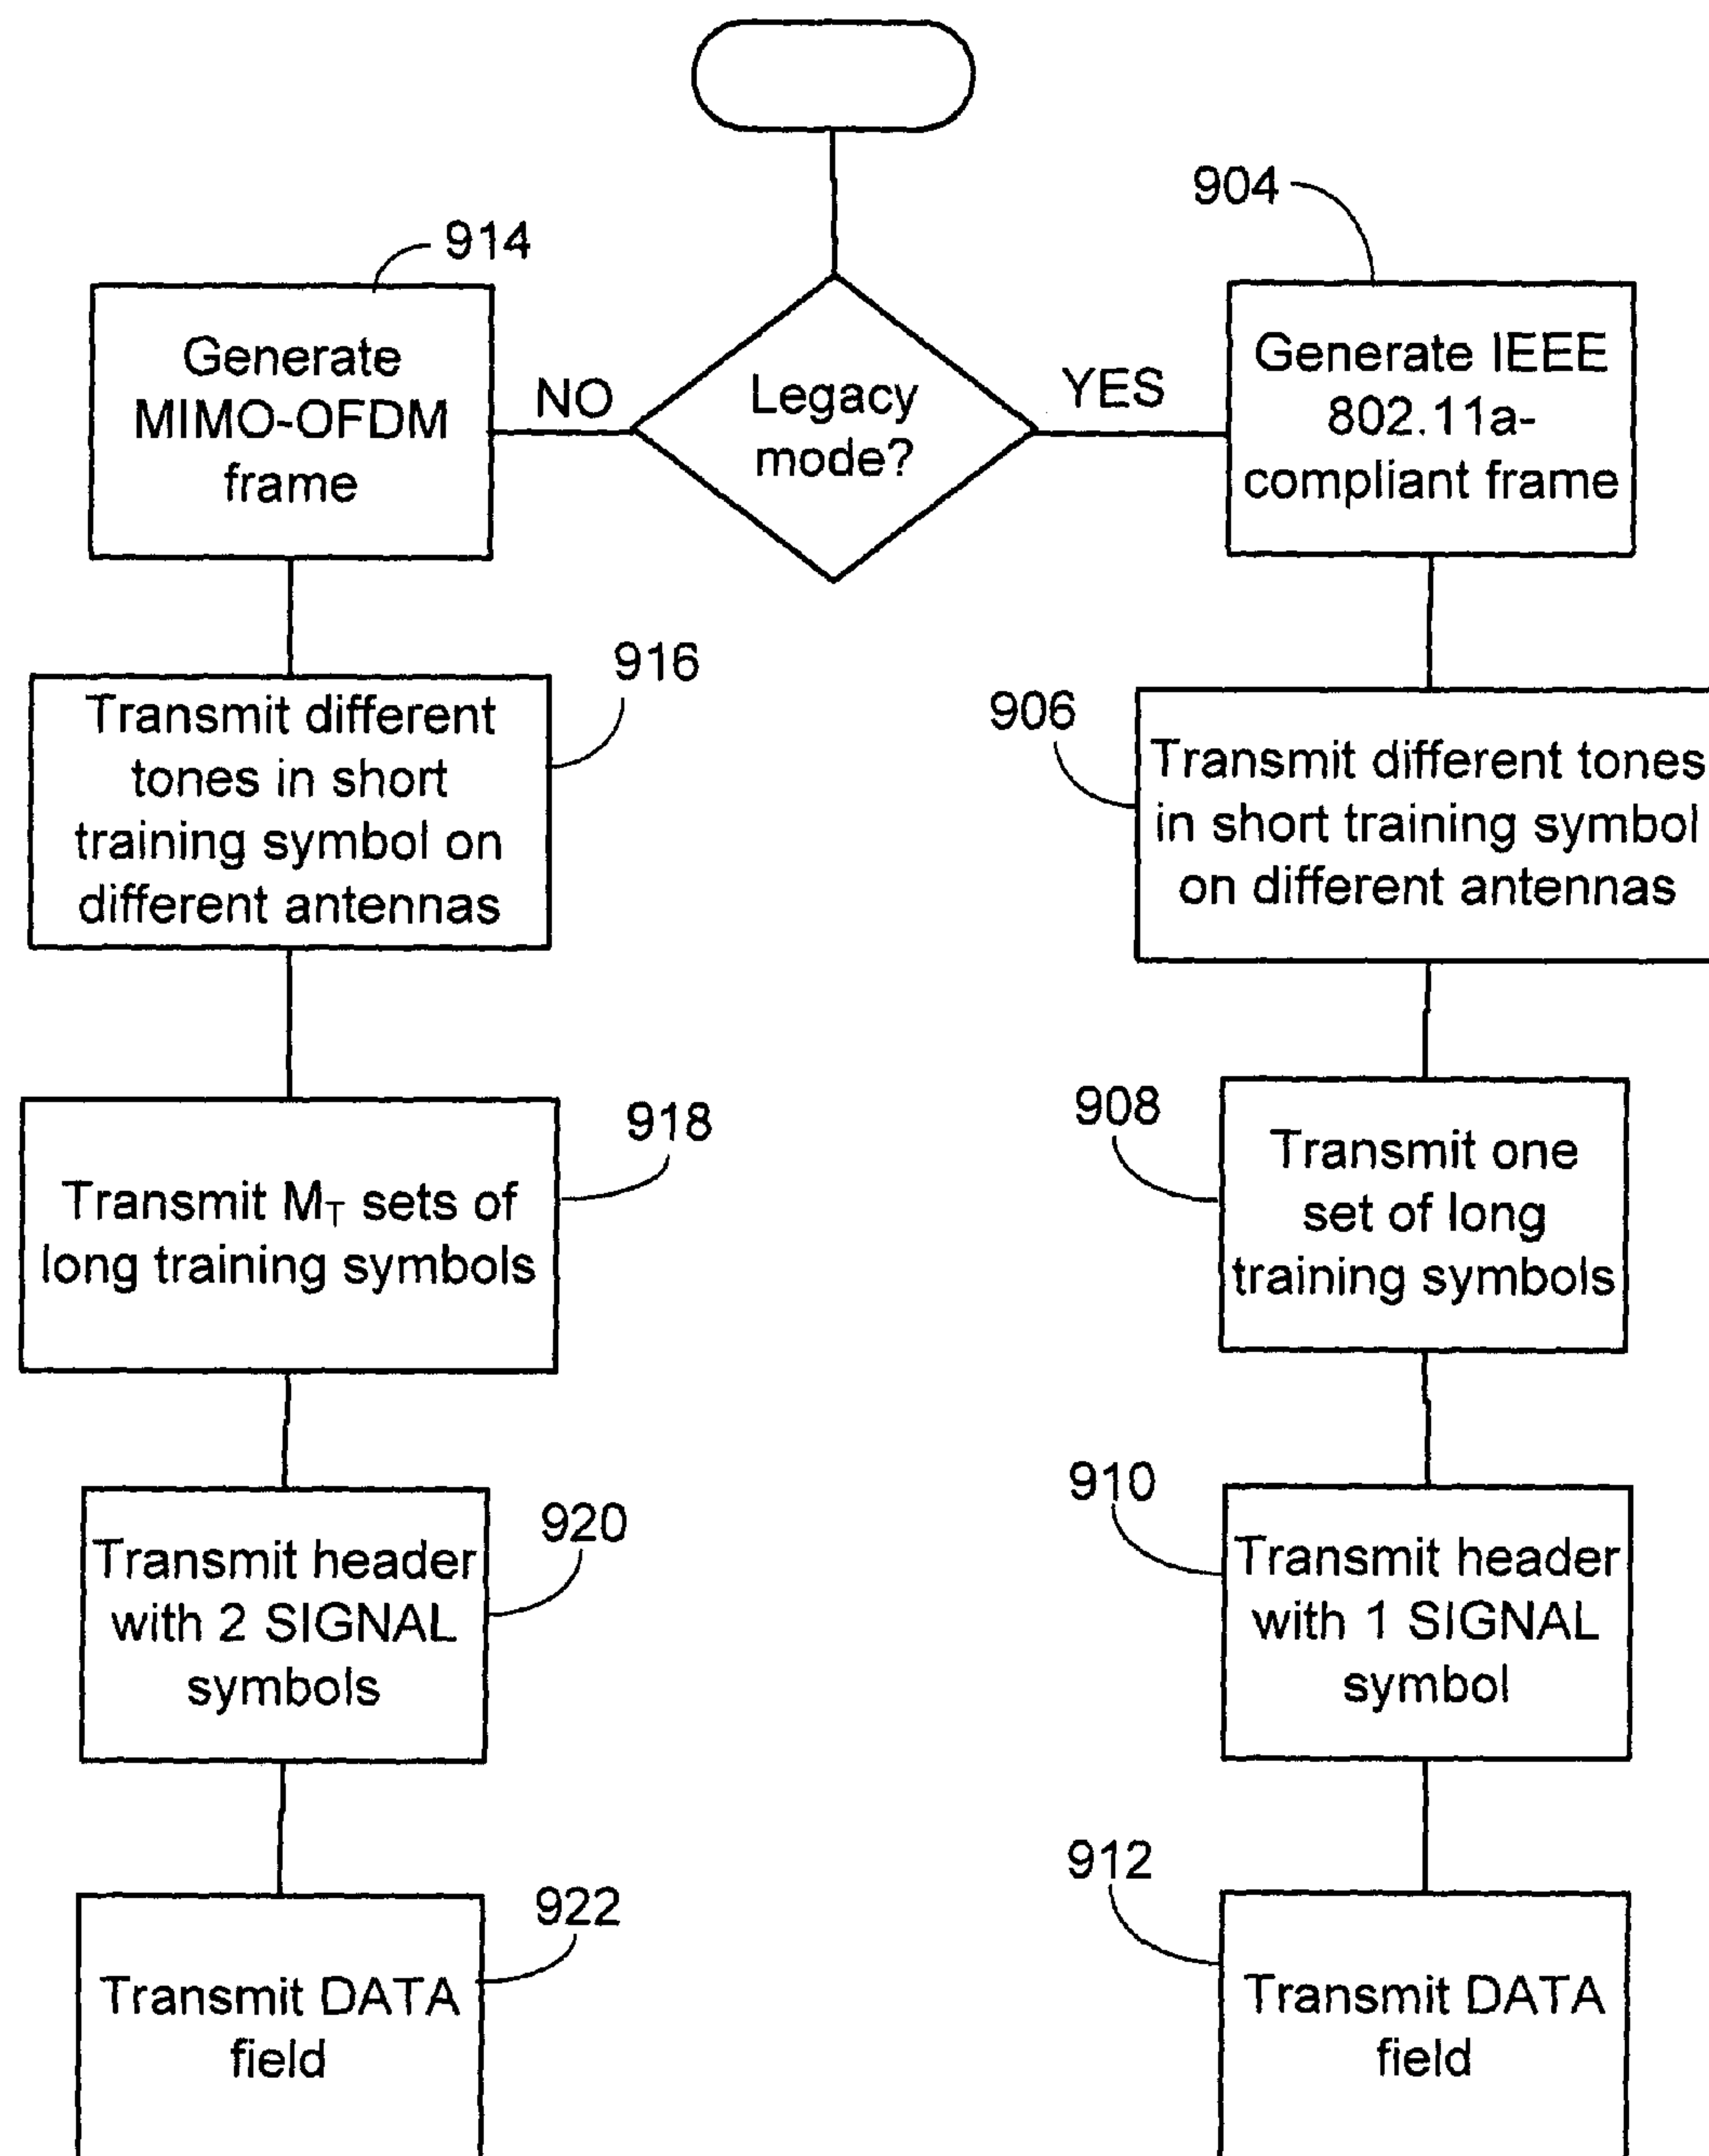 904
914
Generate
MIMO-OFDM
frame
NO
Legacy
mode?
YES
Generate IEEE
802.11a-
compliant frame
916
Transmit different
tones in short
training symbol on
different antennas
906
Transmit different tones
in short training symbol
on different antennas
918
Transmit M_T sets of
long training symbols
908
Transmit one
set of long
training symbols
920
Transmit header
with 2 SIGNAL
symbols
910
Transmit header
with 1 SIGNAL
symbol
922
Transmit DATA
field
912
Transmit DATA
field